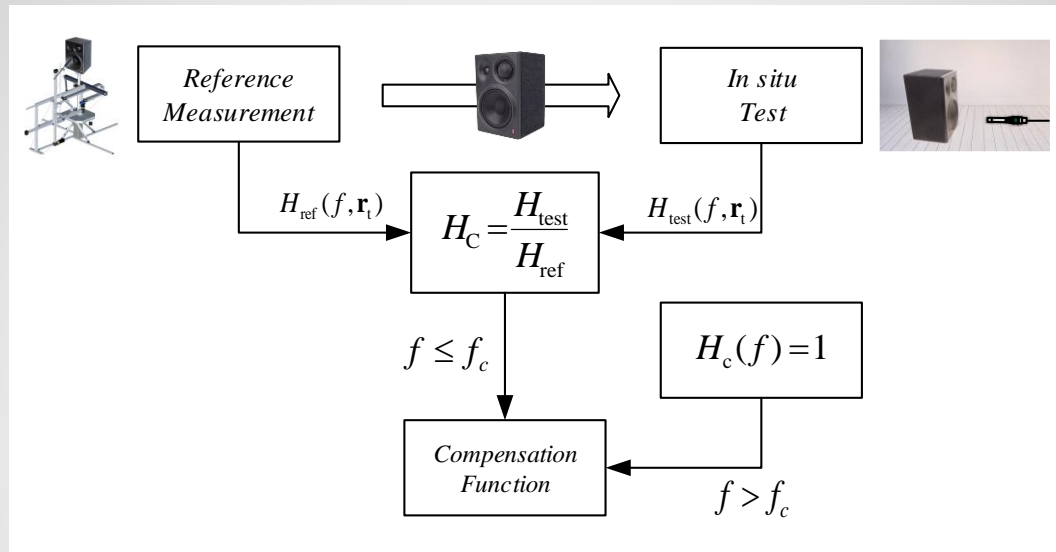 Reference
Measurement
In situ
Test
H_ref(f, r_t)
H_C = H_test / H_ref
H_test(f, r_t)
f ≤ f_c
H_c(f) = 1
Compensation
Function
f > f_c